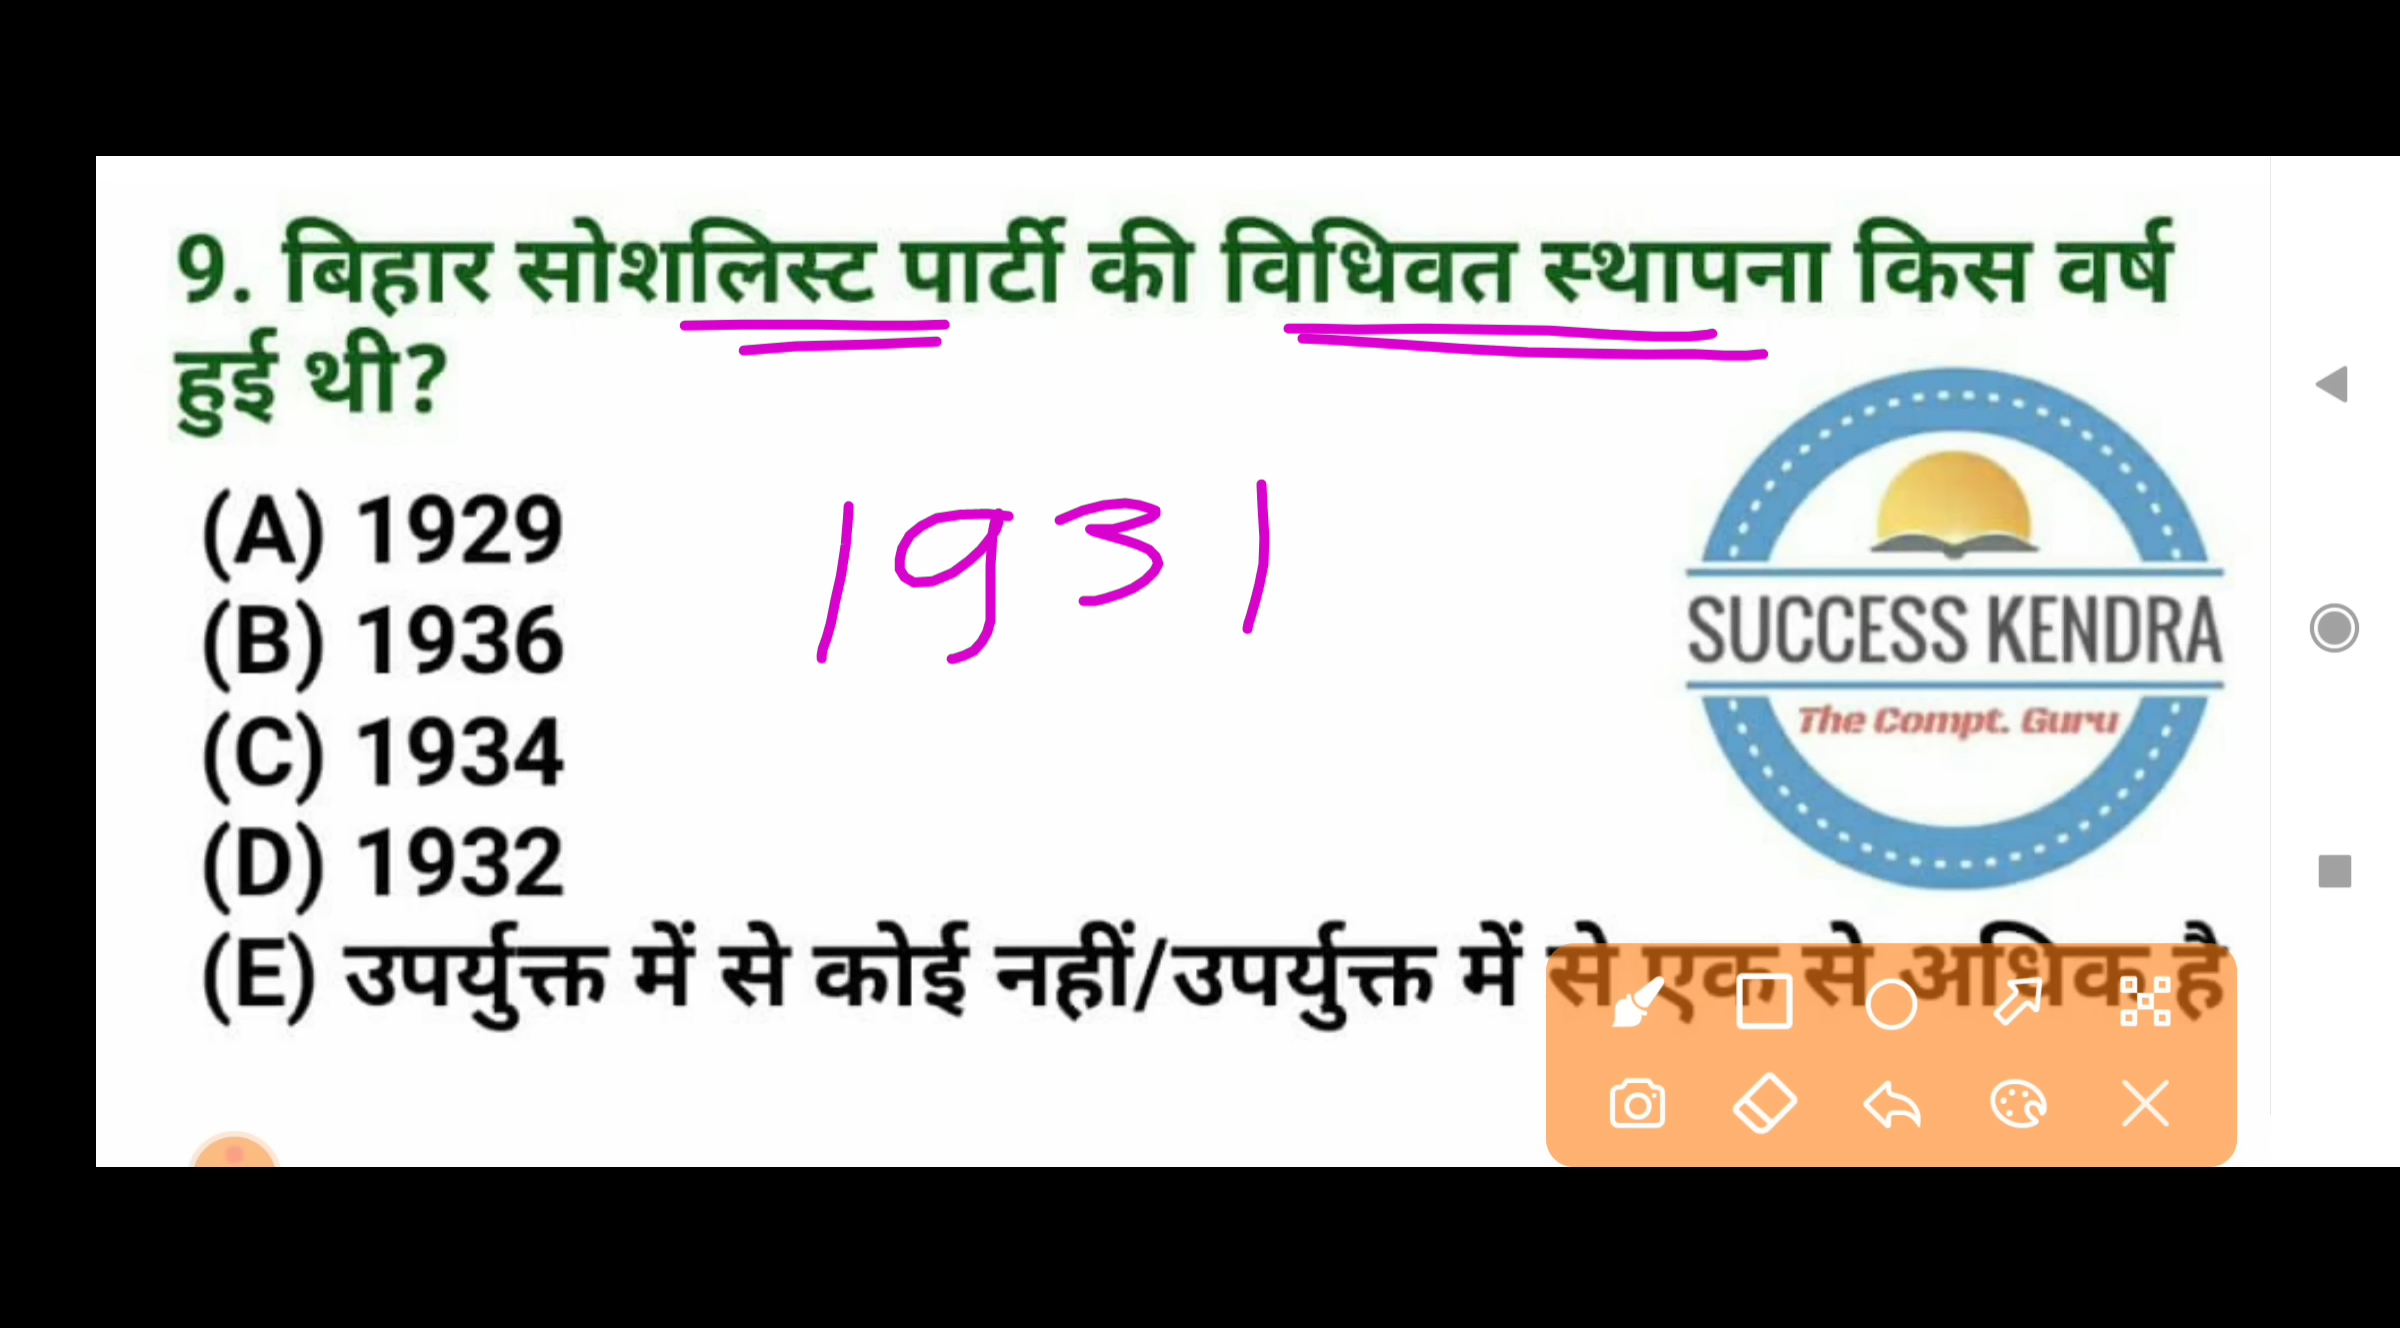 9. बिहार सोशलिस्ट पार्टी की विधिवत स्थापना किस वर्ष
हुई थी?
(A) 1929
1931
(B) 1936
(C) 1934
(D) 1932
(E) उपर्युक्त में से कोई नहीं/उपर्युक्त में से एक से अधिक है
SUCCESS KENDRA
The Compt. Guru